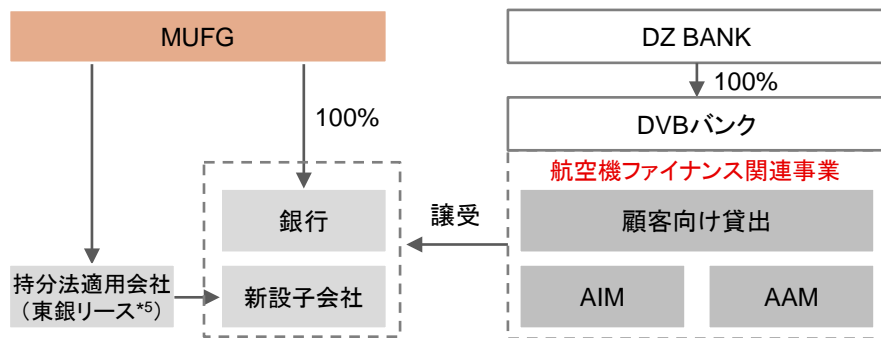 MUFG
100%
銀行
新設子会社
持分法適用会社
（東銀リース*5）
譲受
DZ BANK
100%
DVBバンク
航空機ファイナンス関連事業
顧客向け貸出
AIM
AAM